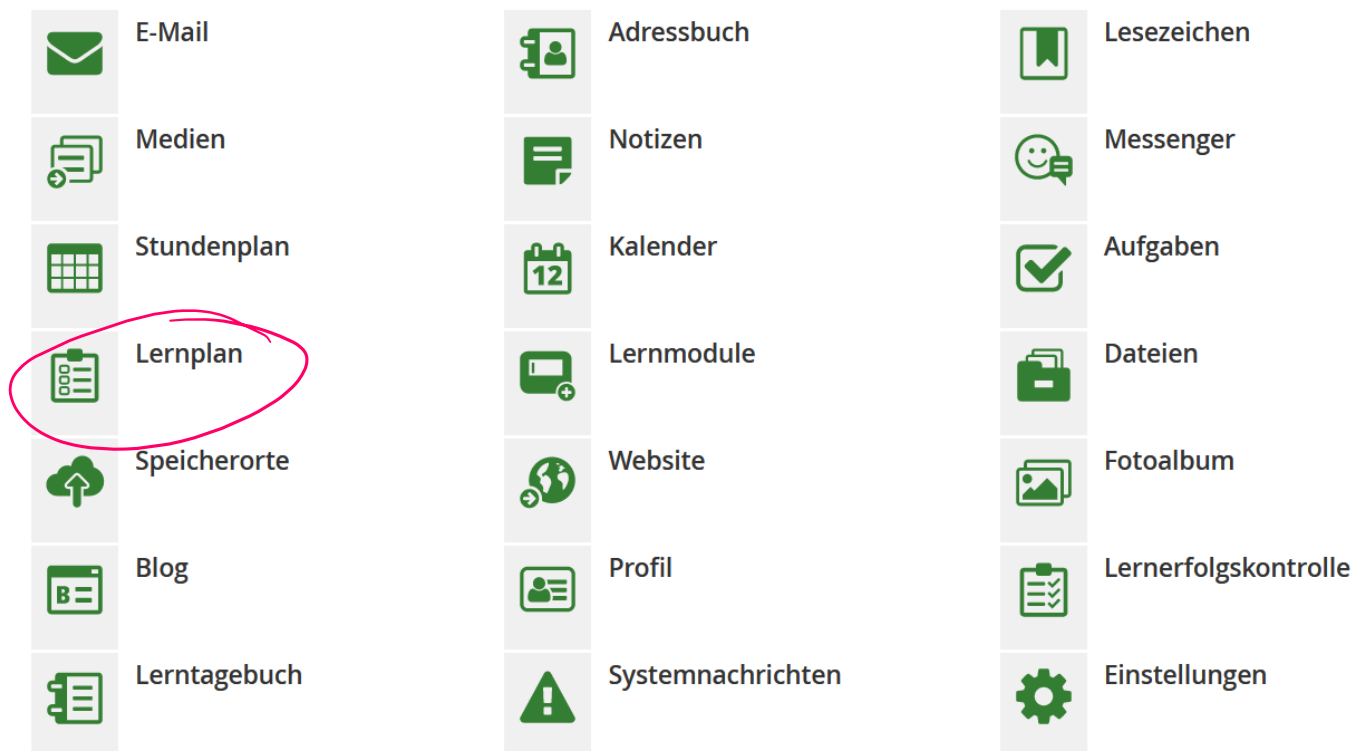 E-Mail
Adressbuch
Lesezeichen
Medien
Notizen
Messenger
Stundenplan
Kalender
12
Aufgaben
Lernplan
Lernmodule
Dateien
Speicherorte
Website
Fotoalbum
B
Blog
Profil
Lernerfolgskontrolle
Lerntagebuch
Systemnachrichten
Einstellungen